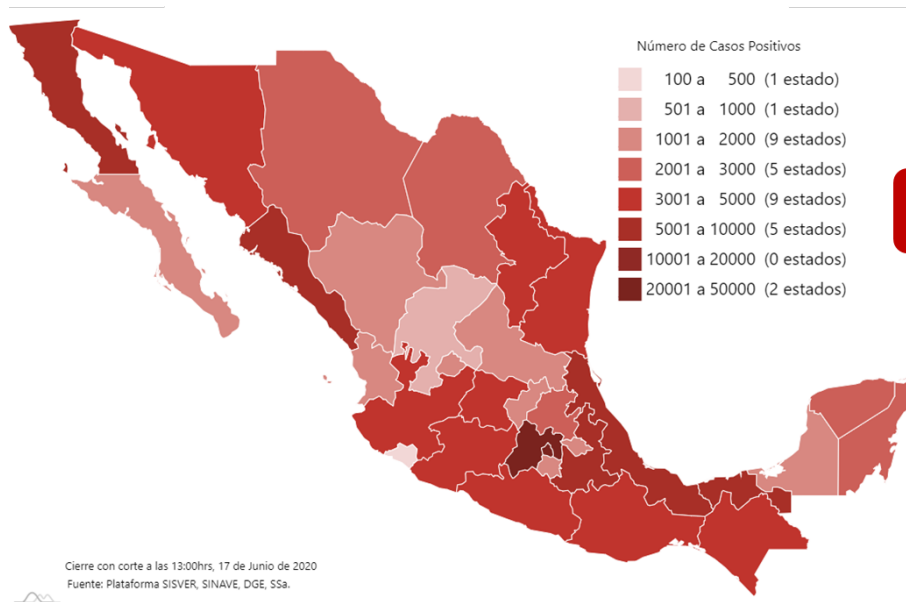 Número de Casos Positivos
100 a 500 (1 estado)
501 a 1000 (1 estado)
1001 a 2000 (9 estados)
2001 a 3000 (5 estados)
3001 a 5000 (9 estados)
5001 a 10000 (5 estados)
10001 a 20000 (0 estados)
20001 a 50000 (2 estados)
Cierre con corte a las 13:00hrs, 17 de Junio de 2020
Fuente: Plataforma SISVER, SINAVE, DGE, SSa.